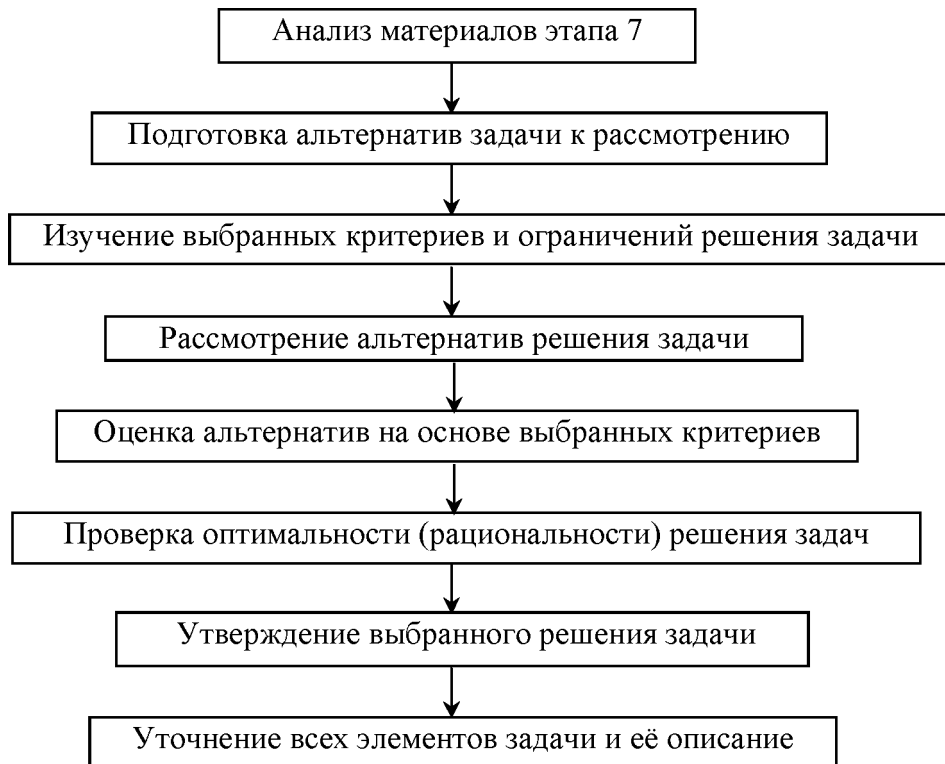 Анализ материалов этапа 7
Подготовка альтернатив задачи к рассмотрению
Изучение выбранных критериев и ограничений решения задачи
Рассмотрение альтернатив решения задачи
Оценка альтернатив на основе выбранных критериев
Проверка оптимальности (рациональности) решения задач
Утверждение выбранного решения задачи
Уточнение всех элементов задачи и её описание